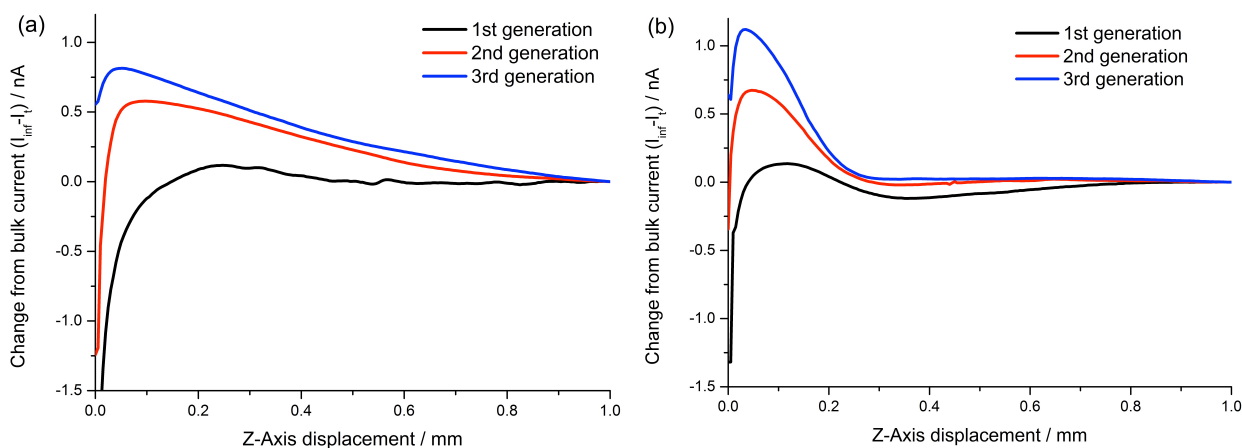 (a)
1st generation
2nd generation
3rd generation
1.0
0.5
0.0
-0.5
-1.0
-1.5
Change from bulk current (I_inf-I_t) / nA
0.0 0.2 0.4 0.6 0.8 1.0
Z-Axis displacement / mm
(b)
1st generation
2nd generation
3rd generation
1.0
0.5
0.0
-0.5
-1.0
-1.5
Change from bulk current (I_inf-I_t) / nA
0.0 0.2 0.4 0.6 0.8 1.0
Z-Axis displacement / mm